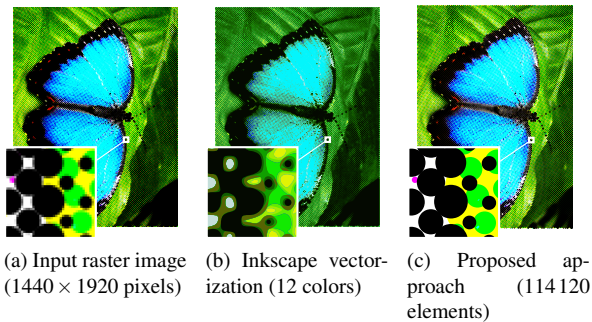 (a) Input raster image
(1440 × 1920 pixels)
(b) Inkscape vector-
ization (12 colors)
(c) Proposed ap-
proach (114 120
elements)